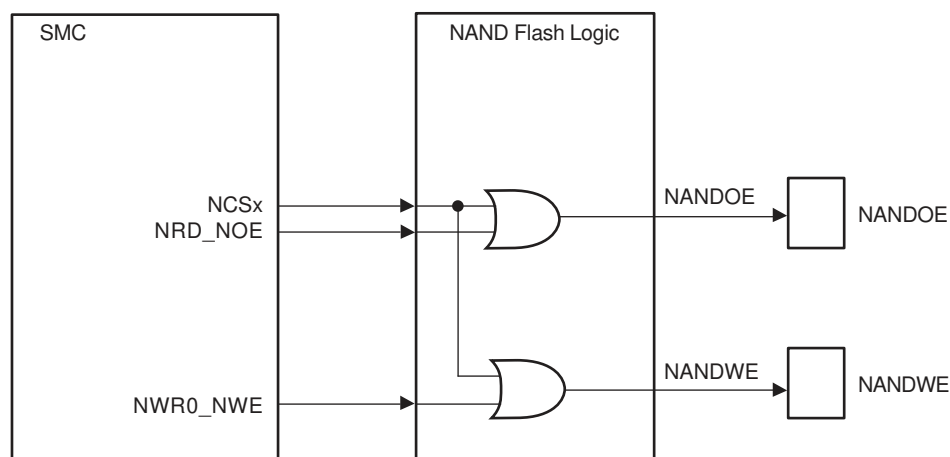 SMC
NAND Flash Logic
NCSx
NRD_NOE
NANDOE
NANDOE
NANDWE
NANDWE
NWR0_NWE